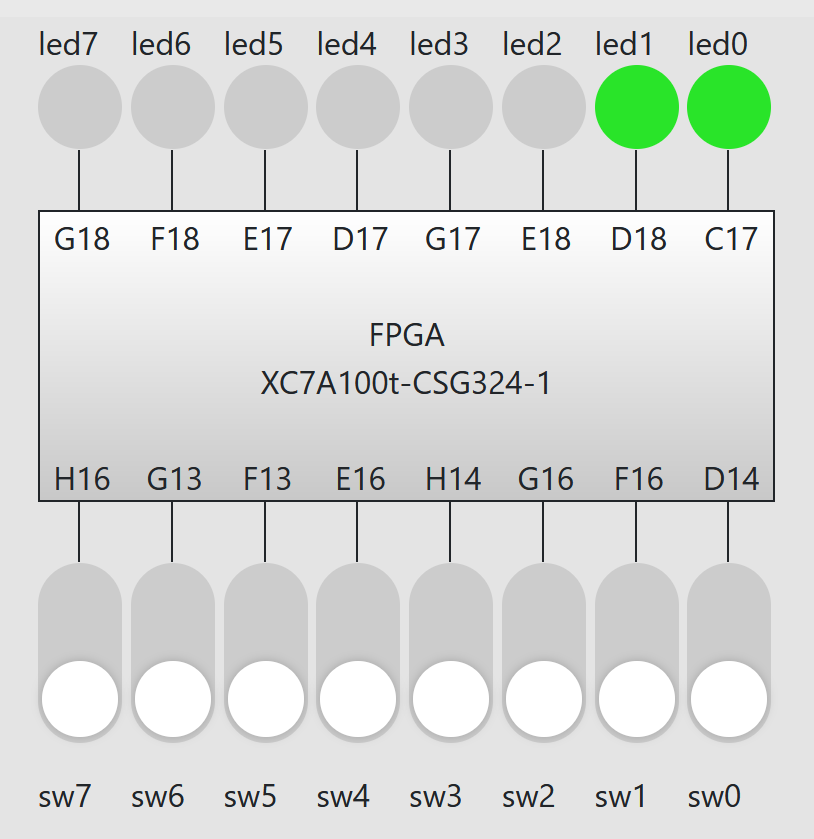 led7 led6 led5 led4 led3 led2 led1 led0
G18 F18 E17 D17 G17 E18 D18 C17
FPGA
XC7A100t-CSG324-1
H16 G13 F13 E16 H14 G16 F16 D14
sw7 sw6 sw5 sw4 sw3 sw2 sw1 sw0